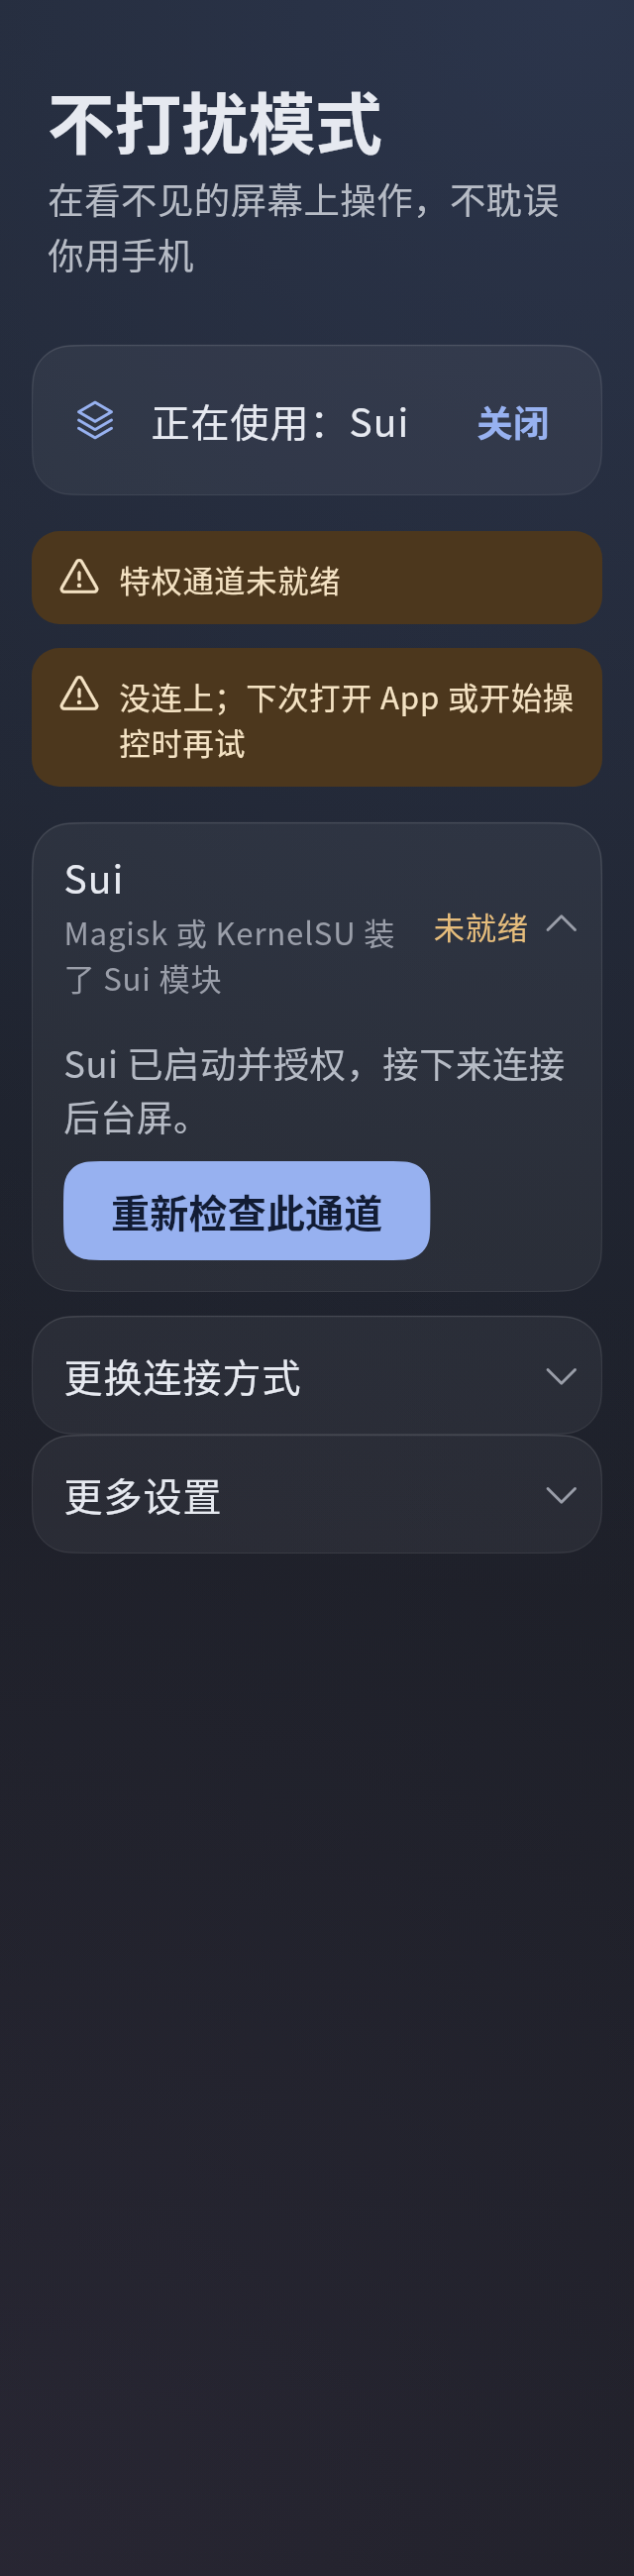 不打扰模式
在看不见的屏幕上操作，不耽误
你用手机
正在使用：Sui
关闭
特权通道未就绪
没连上；下次打开 App 或开始操
控时再试
Sui
Magisk 或 KernelSU 装
了 Sui 模块
未就绪
Sui 已启动并授权，接下来连接
后台屏。
重新检查此通道
更换连接方式
更多设置